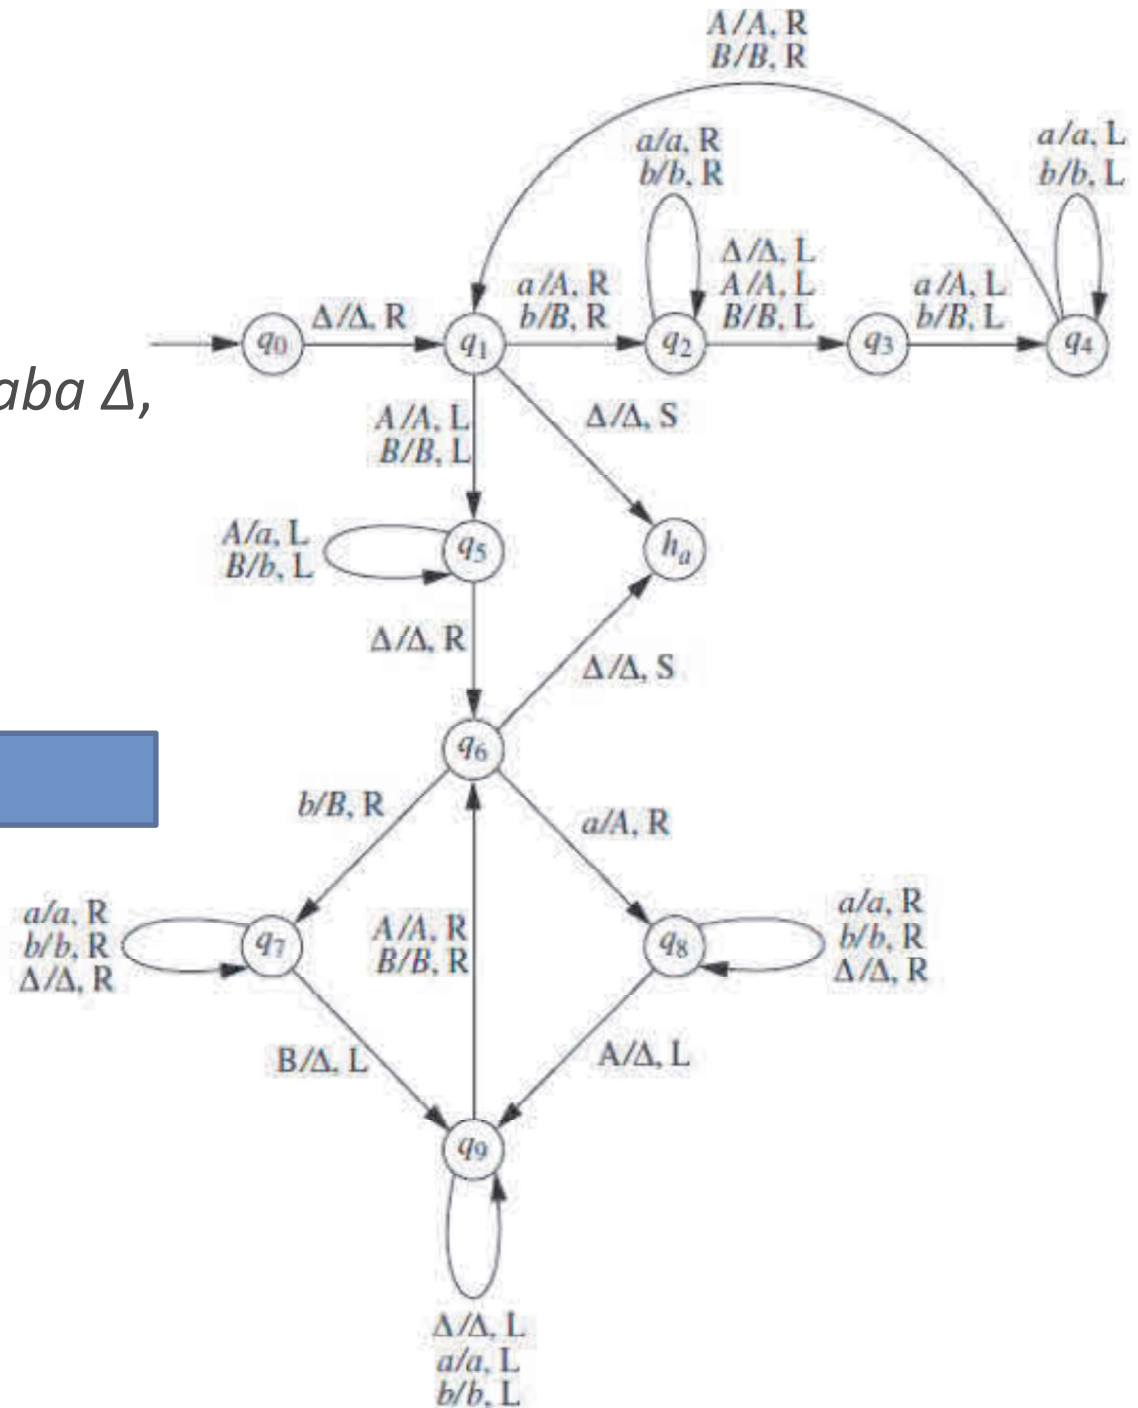 A/A, R
B/B, R
a/a, R
b/b, R
a/a, L
b/b, L
Δ/Δ, L
A/A, L
B/B, L
a/A, R
b/B, R
a/A, L
b/B, L
Δ/Δ, R
q0
q1
q2
q3
q4
aba Δ,
A/A, L
B/B, L
Δ/Δ, S
A/a, L
B/b, L
q5
ha
Δ/Δ, R
Δ/Δ, S
q6
b/B, R
a/A, R
a/a, R
b/b, R
Δ/Δ, R
q7
A/A, R
B/B, R
q8
a/a, R
b/b, R
Δ/Δ, R
B/Δ, L
A/Δ, L
q9
Δ/Δ, L
a/a, L
b/b, L